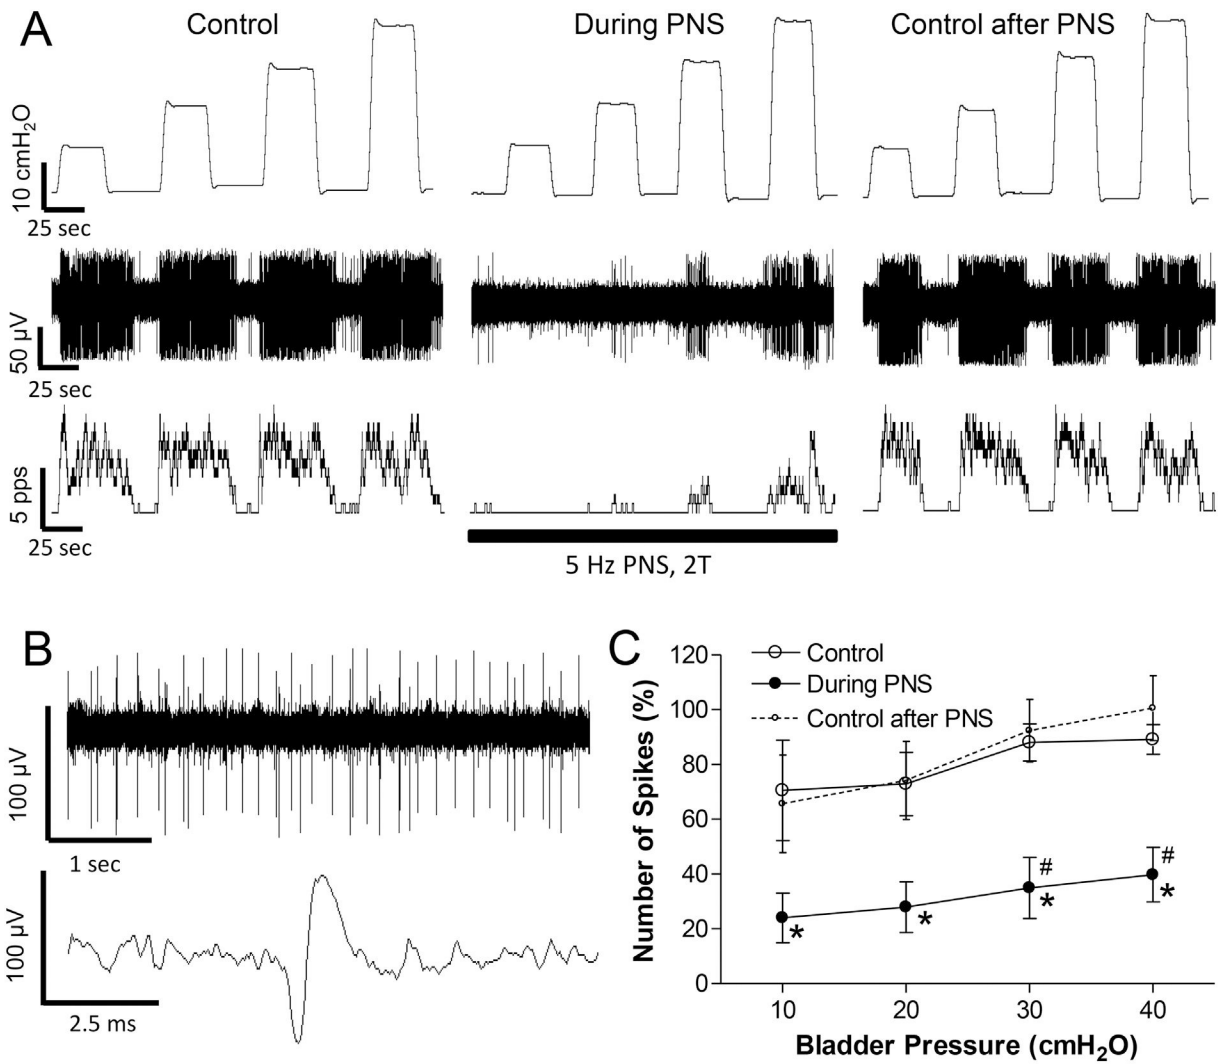 A
Control
During PNS
Control after PNS
10 cmH₂O
25 sec
50 µV
25 sec
5 pps
25 sec
5 Hz PNS, 2T
B
100 µV
1 sec
100 µV
2.5 ms
C
Control
During PNS
Control after PNS
Number of Spikes (%)
120
100
80
60
40
20
0
#
*
#
*
*
*
10
20
30
40
Bladder Pressure (cmH₂O)